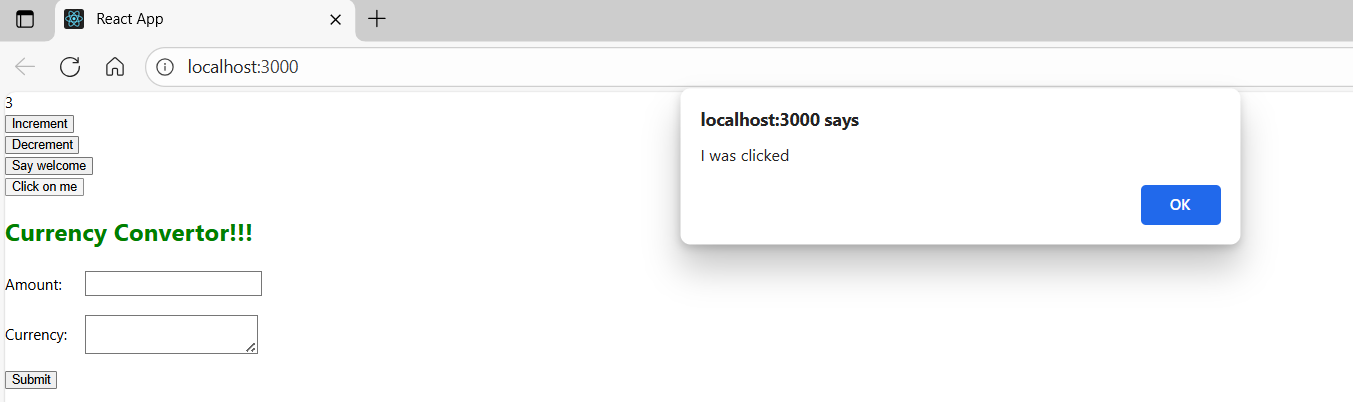 React App
localhost:3000
3
Increment
Decrement
Say welcome
Click on me
localhost:3000 says
I was clicked
OK
Currency Convertor!!!
Amount:
Currency:
Submit